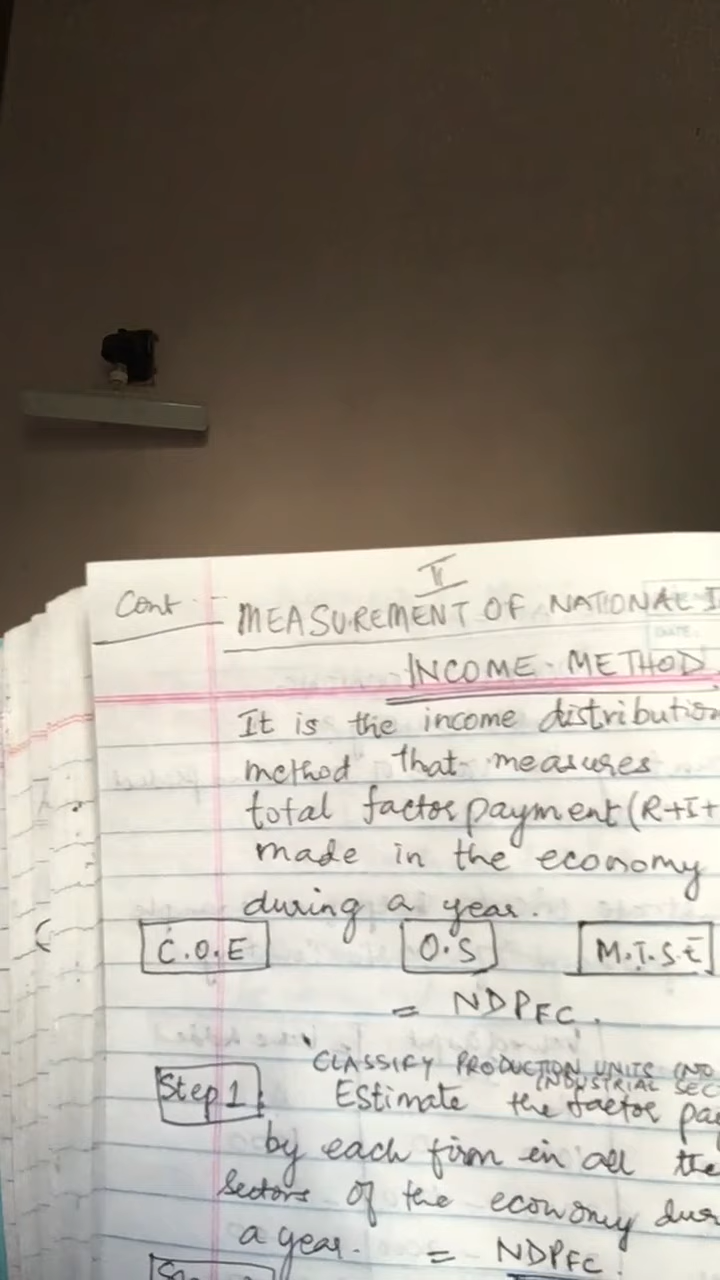 II
Cont - MEASUREMENT OF NATIONAL I
INCOME METHOD
It is the income distribution
method that measures
total factor payment (R+I+
made in the economy
during a year.
C.O.E O.S M.I.S.E
= NDPFC.
CLASSIFY PRODUCTION UNITS INTO
INDUSTRIAL SEC
Step 1: Estimate the factor pay
by each firm in all the
sectors of the economy dur
a year. = NDPFC.